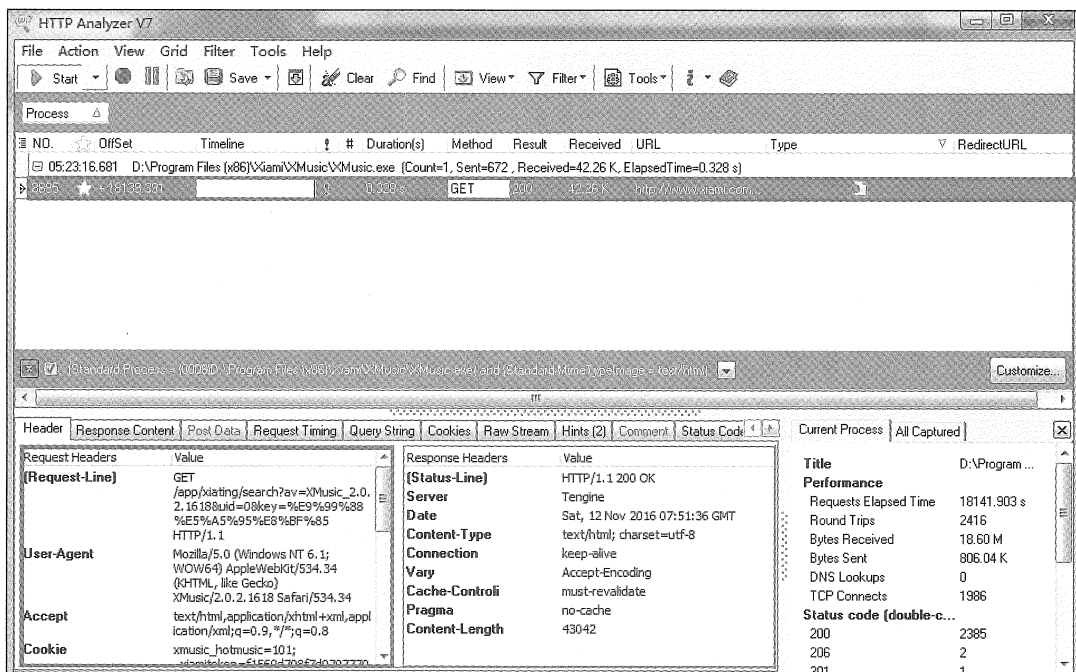 HTTP Analyzer V7
File Action View Grid Filter Tools Help
Start Save Clear Find View Filter Tools
Process
NO. OffSet Timeline ! # Duration(s) Method Result Received URL Type RedirectURL
05:23:16.681 D:\Program Files (x86)\Xiami\XMusic\XMusic.exe (Count=1, Sent=672 , Received=42.26 K, ElapsedTime=0.328 s)
8695 + 18138.391 0.328 s GET 200 42.26 K http://www.xiami.com...
Customize...
Header Response Content Post Data Request Timing Query String Cookies Raw Stream Hints (2) Comment Status Code
Request Headers Value
(Request-Line) GET
/app/xiating/search?av=XMusic_2.0.
2.1618&uid=0&key=%E9%99%88
%E5%A5%95%E8%BF%85
HTTP/1.1
User-Agent Mozilla/5.0 (Windows NT 6.1;
WOW64) AppleWebKit/534.34
(KHTML, like Gecko)
XMusic/2.0.2.1618 Safari/534.34
Accept text/html,application/xhtml+xml,appl
ication/xml;q=0.9,*/*;q=0.8
Cookie xmusic_hotmusic=101;
Response Headers Value
(Status-Line) HTTP/1.1 200 OK
Server Tengine
Date Sat, 12 Nov 2016 07:51:36 GMT
Content-Type text/html; charset=utf-8
Connection keep-alive
Vary Accept-Encoding
Cache-Controli must-revalidate
Pragma no-cache
Content-Length 43042
Current Process All Captured
Title D:\Program ...
Performance
Requests Elapsed Time 18141.903 s
Round Trips 2416
Bytes Received 18.60 M
Bytes Sent 806.04 K
DNS Lookups 0
TCP Connects 1986
Status code (double-c...
200 2385
206 2
301 1